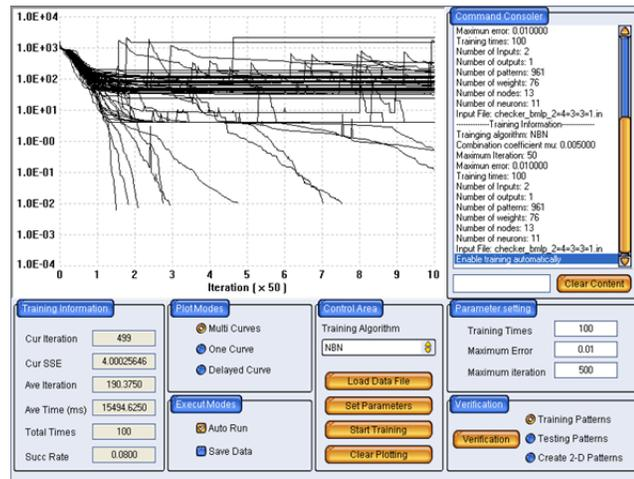 1.0E+04
1.0E+03
1.0E+02
1.0E+01
1.0E-00
1.0E-01
1.0E-02
1.0E-03
1.0E-04
0 1 2 3 4 5 6 7 8 9 10
Iteration ( × 50 )
Command Consoler
Maximun error: 0.010000
Training times: 100
Number of Inputs: 2
Number of outputs: 1
Number of patterns: 961
Number of weights: 76
Number of nodes: 13
Number of neurons: 11
Input File: checker_bmlp_2=4=3=3=1.in
--------------Training Information--------------
Trainging algorithm: NBN
Combination coefficient mu: 0.005000
Maximum Iteration: 50
Maximun error: 0.010000
Training times: 100
Number of Inputs: 2
Number of outputs: 1
Number of patterns: 961
Number of weights: 76
Number of nodes: 13
Number of neurons: 11
Input File: checker_bmlp_2=4=3=3=1.in
Enable training automatically
Clear Content
Training Information
Cur Iteration 499
Cur SSE 4.00025646
Ave Iteration 190.3750
Ave Time (ms) 15494.6250
Total Times 100
Succ Rate 0.0800
Plot Modes
Multi Curves
One Curve
Delayed Curve
Execut Modes
Auto Run
Save Data
Control Area
Training Algorithm
NBN
Load Data File
Set Parameters
Start Training
Clear Plotting
Parameter setting
Training Times 100
Maximum Error 0.01
Maximum iteration 500
Verification
Verification
Training Patterns
Testing Patterns
Create 2-D Patterns